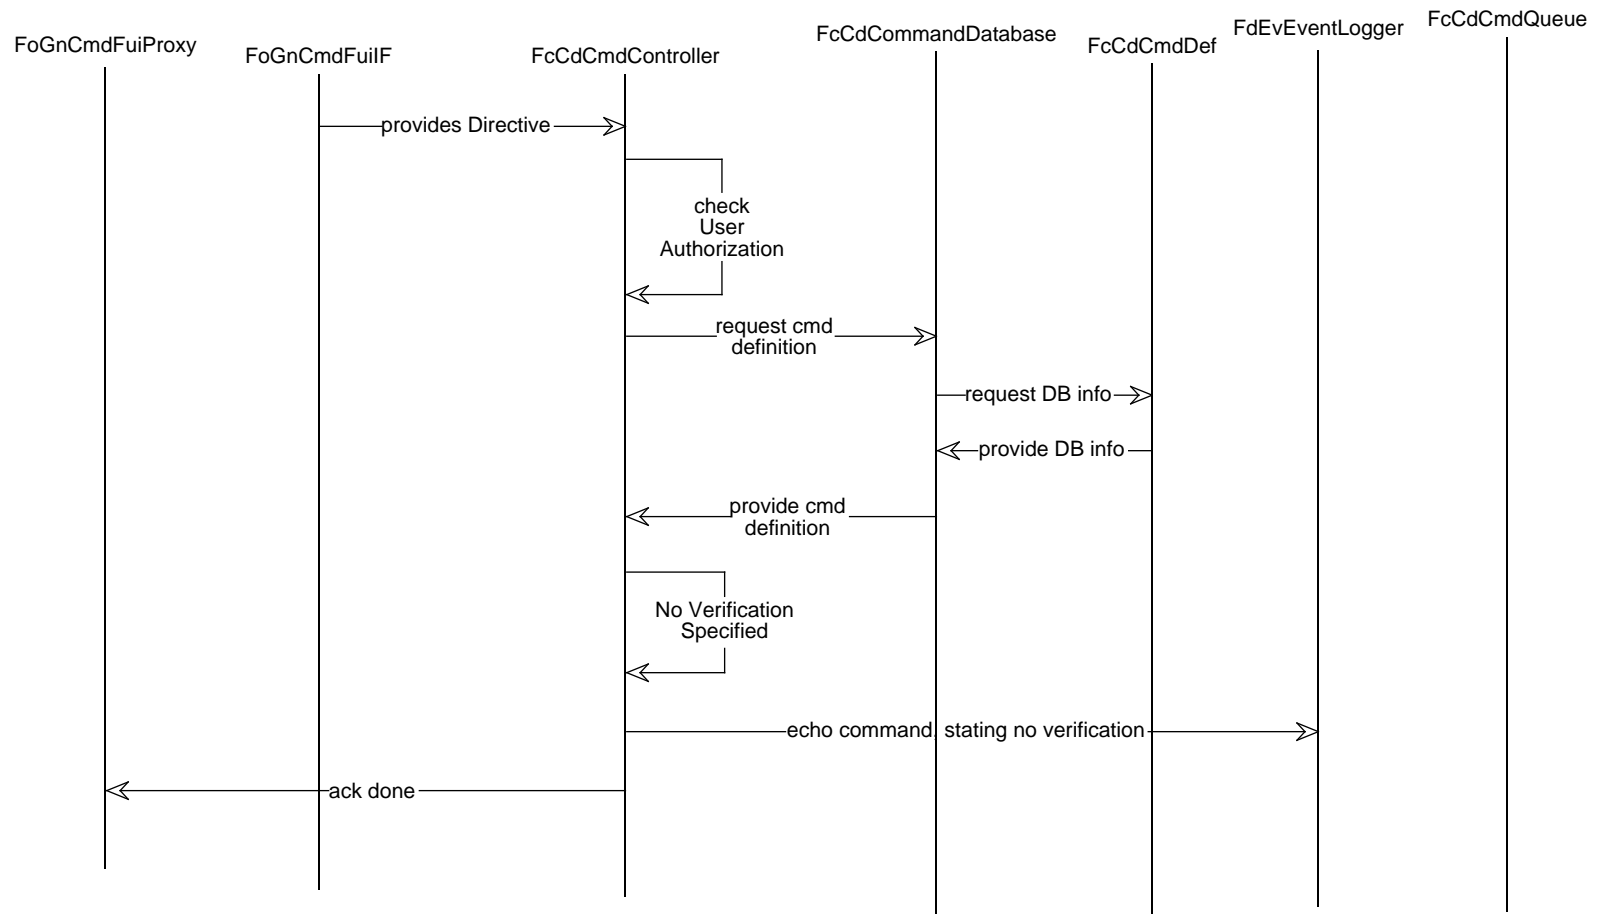 FoGnCmdFuiProxy
FoGnCmdFuiIF
FcCdCmdController
FcCdCommandDatabase
FcCdCmdDef
FdEvEventLogger
FcCdCmdQueue
provides Directive
check
User
Authorization
request cmd
definition
request DB info
provide DB info
provide cmd
definition
No Verification
Specified
echo command, stating no verification
ack done